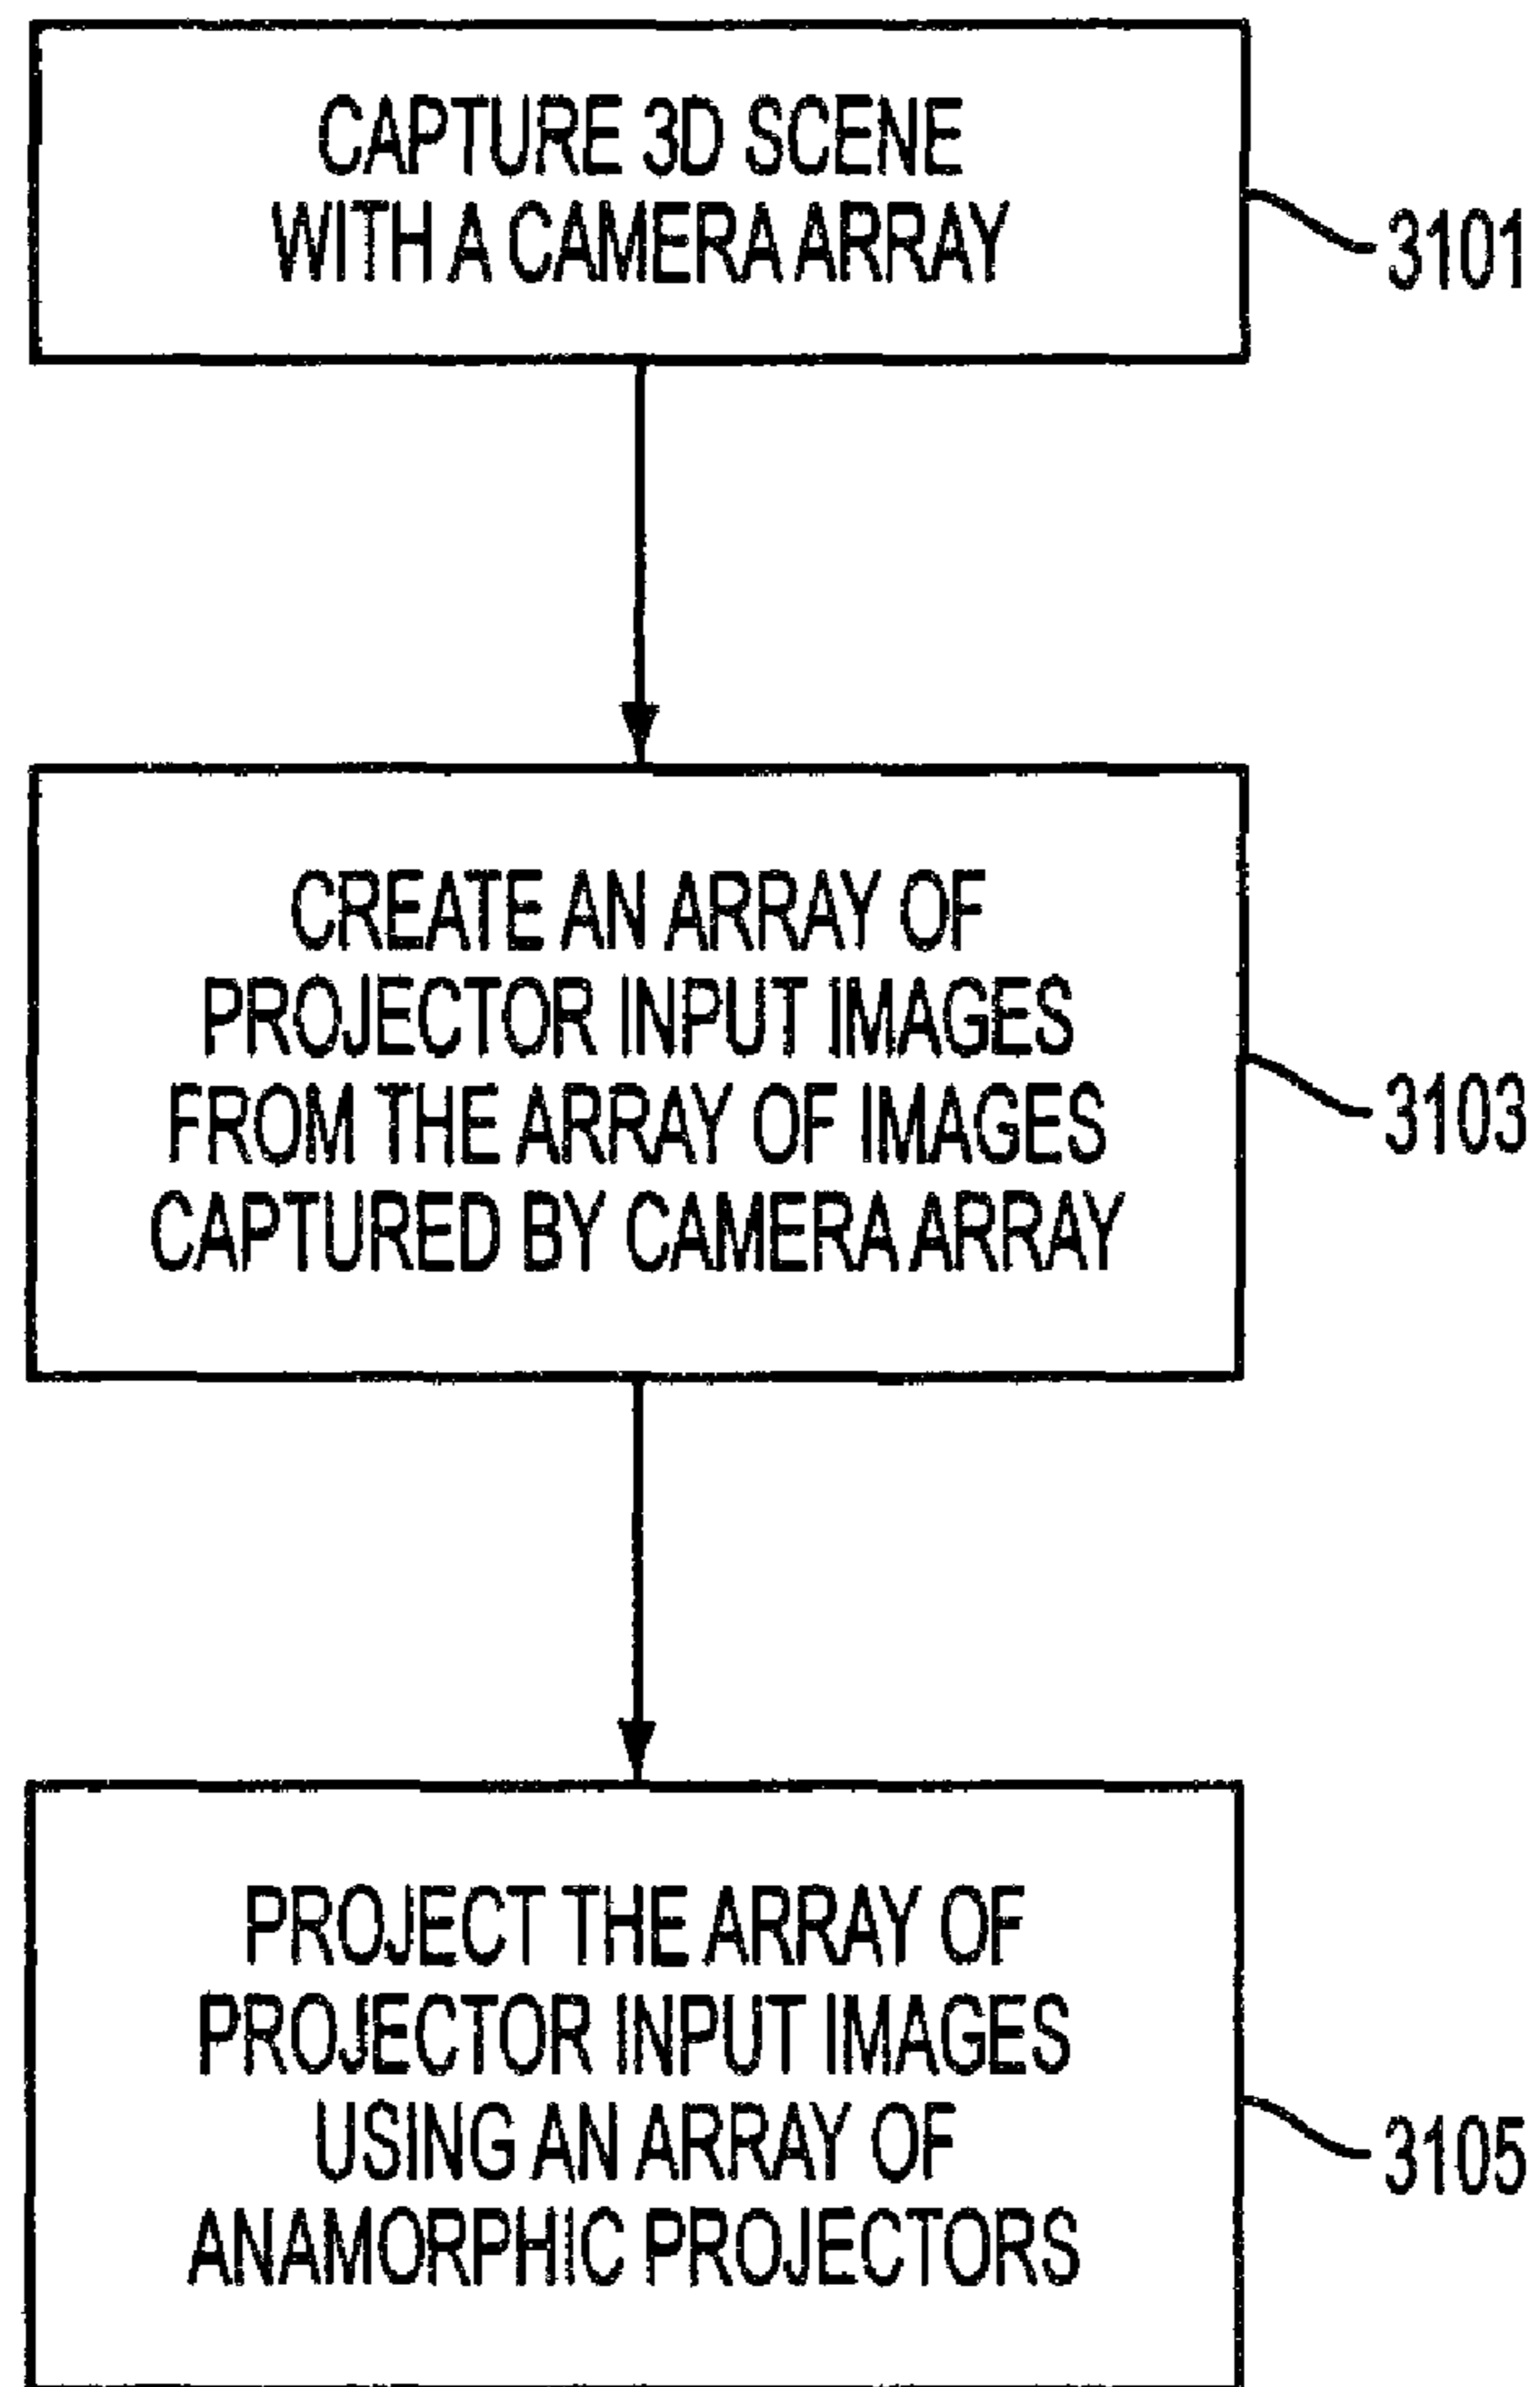 CAPTURE 3D SCENE
WITH A CAMERA ARRAY
3101
CREATE AN ARRAY OF
PROJECTOR INPUT IMAGES
FROM THE ARRAY OF IMAGES
CAPTURED BY CAMERA ARRAY
3103
PROJECT THE ARRAY OF
PROJECTOR INPUT IMAGES
USING AN ARRAY OF
ANAMORPHIC PROJECTORS
3105